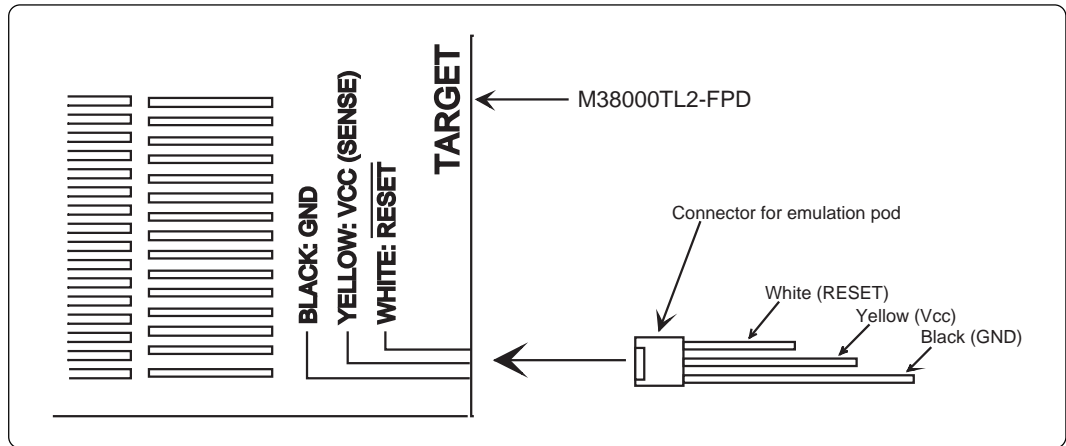 TARGET
M38000TL2-FPD
BLACK: GND
YELLOW: VCC (SENSE)
WHITE: RESET
Connector for emulation pod
White (RESET)
Yellow (Vcc)
Black (GND)